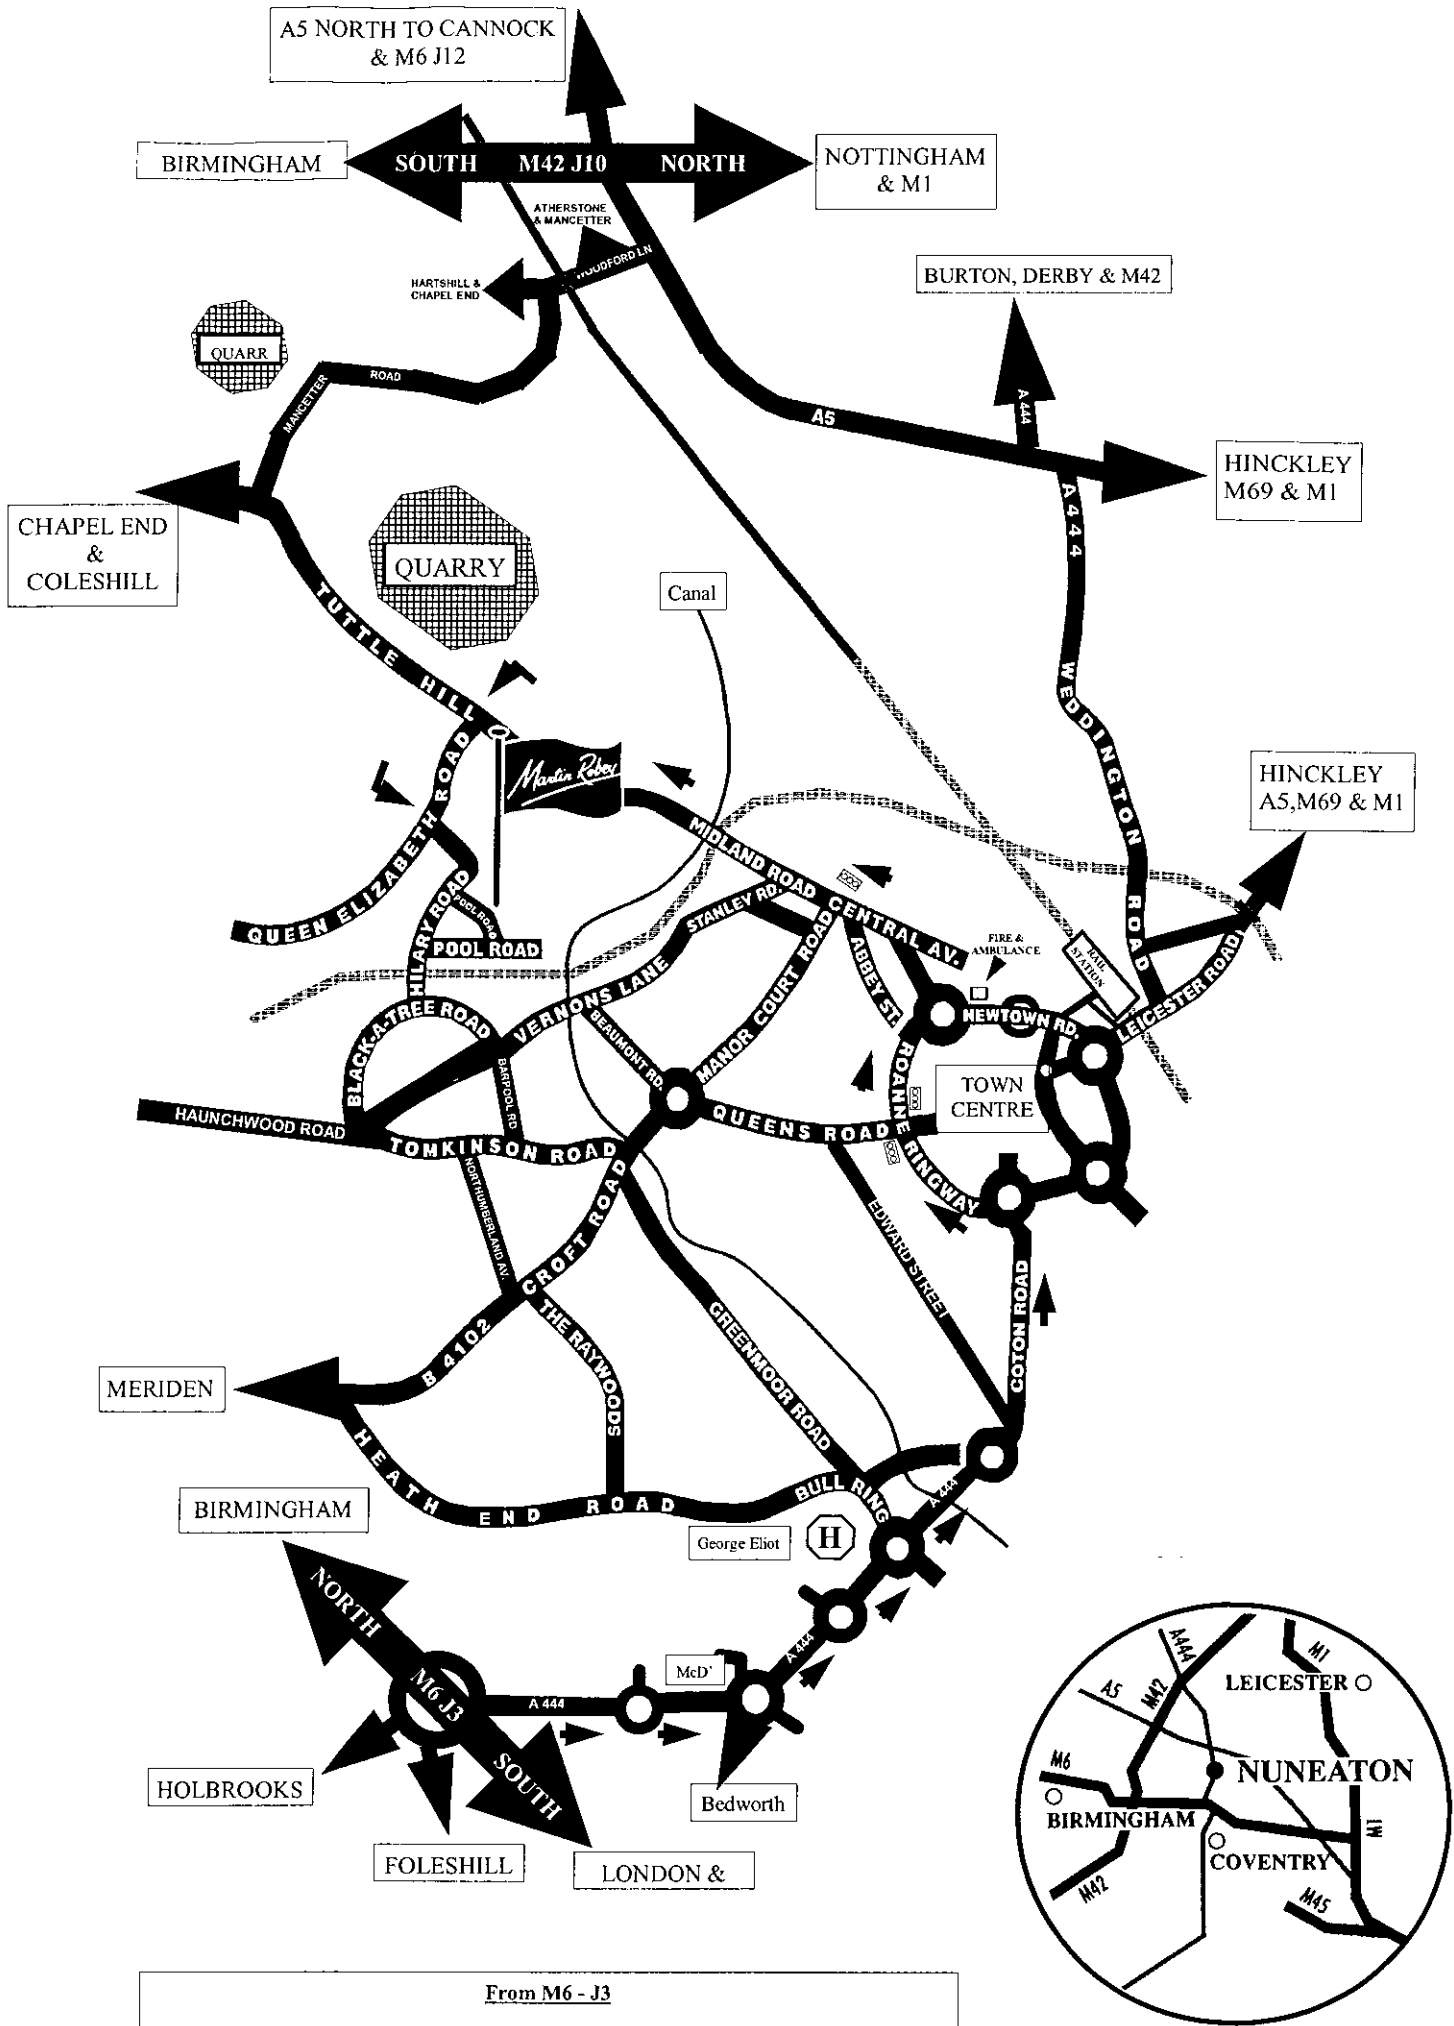 A5 NORTH TO CANNOCK
& M6 J12
BIRMINGHAM
SOUTH M42 J10 NORTH
NOTTINGHAM
& M1
ATHERSTONE
& MANCETTER
WOODFORD LN
HARTSHILL &
CHAPEL END
BURTON, DERBY & M42
QUARR
MANCETTER
ROAD
A 444
A5
HINCKLEY
M69 & M1
CHAPEL END
&
COLESHILL
A 444
QUARRY
Canal
TUTTLE HILL
WEDDINGTON ROAD
HINCKLEY
A5,M69 & M1
Martin Robey
QUEEN ELIZABETH ROAD
MIDLAND ROAD
STANLEY RD.
CENTRAL AV.
HILARY ROAD
POOL ROAD
POOL ROAD
FIRE &
AMBULANCE
RAIL
STATION
LEICESTER ROAD
ABBEY ST.
MANOR COURT ROAD
VERNONS LANE
BLACK-A-TREE ROAD
BEAUMONT RD.
NEWTOWN RD.
BARPOOL RD
ROANNE RINGWAY
TOWN
CENTRE
HAUNCHWOOD ROAD
QUEENS ROAD
TOMKINSON ROAD
NORTHUMBERLAND AV.
EDWARD STREET
CROFT ROAD
COTON ROAD
THE RAYWOODS
GREENMOOR ROAD
B 4102
MERIDEN
HEATH END ROAD
BULL RING
A 444
BIRMINGHAM
George Eliot
H
NORTH
M6 J3
SOUTH
A 444
McD'
A 444
HOLBROOKS
Bedworth
FOLESHILL
LONDON &
A444
M42
A5
M1
LEICESTER
M6
NUNEATON
BIRMINGHAM
M1
COVENTRY
M42
M45
From M6 - J3